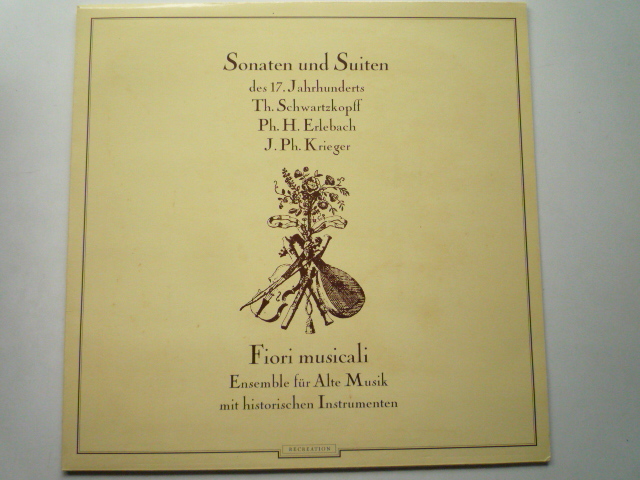 Sonaten und Suiten
des 17. Jahrhunderts
Th. Schwartzkopff
Ph. H. Erlebach
J. Ph. Krieger
Fiori musicali
Ensemble für Alte Musik
mit historischen Instrumenten
RECREATION